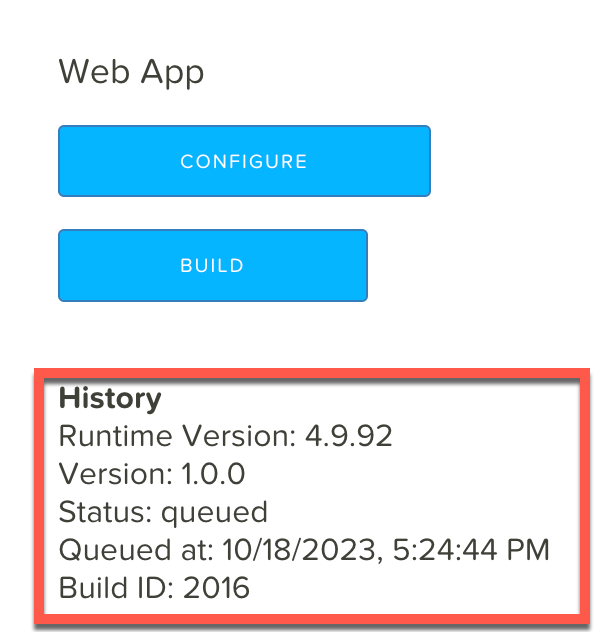 Web App
CONFIGURE
BUILD
History
Runtime Version: 4.9.92
Version: 1.0.0
Status: queued
Queued at: 10/18/2023, 5:24:44 PM
Build ID: 2016